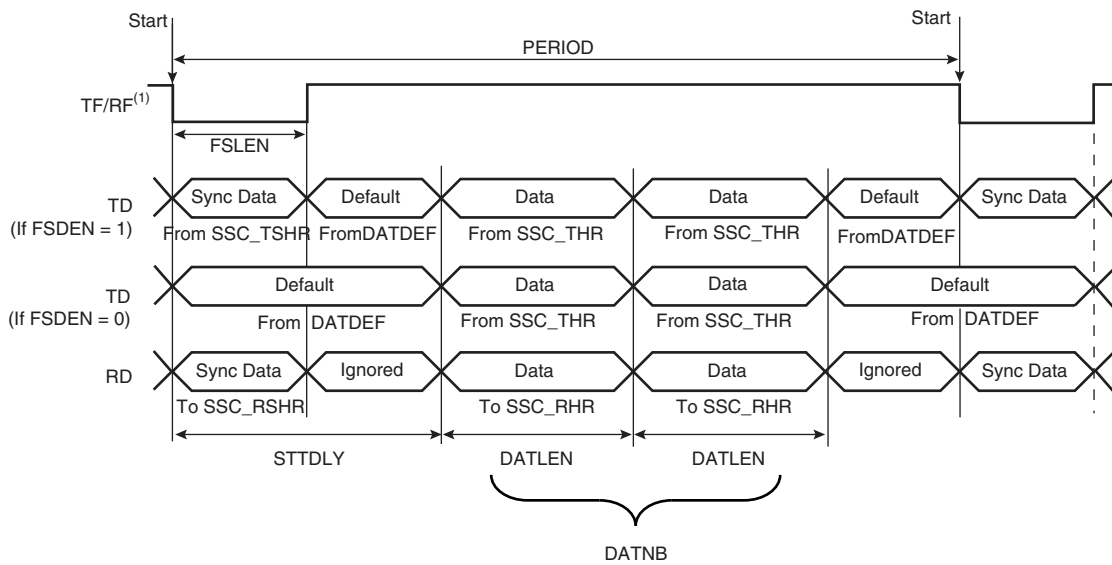 Start
Start
PERIOD
TF/RF(1)
FSLEN
TD
(If FSDEN = 1)
Sync Data
Default
Data
Data
Default
Sync Data
From SSC_TSHR
FromDATDEF
From SSC_THR
From SSC_THR
FromDATDEF
TD
(If FSDEN = 0)
Default
Data
Data
Default
From DATDEF
From SSC_THR
From SSC_THR
From DATDEF
RD
Sync Data
Ignored
Data
Data
Ignored
Sync Data
To SSC_RSHR
To SSC_RHR
To SSC_RHR
STTDLY
DATLEN
DATLEN
DATNB